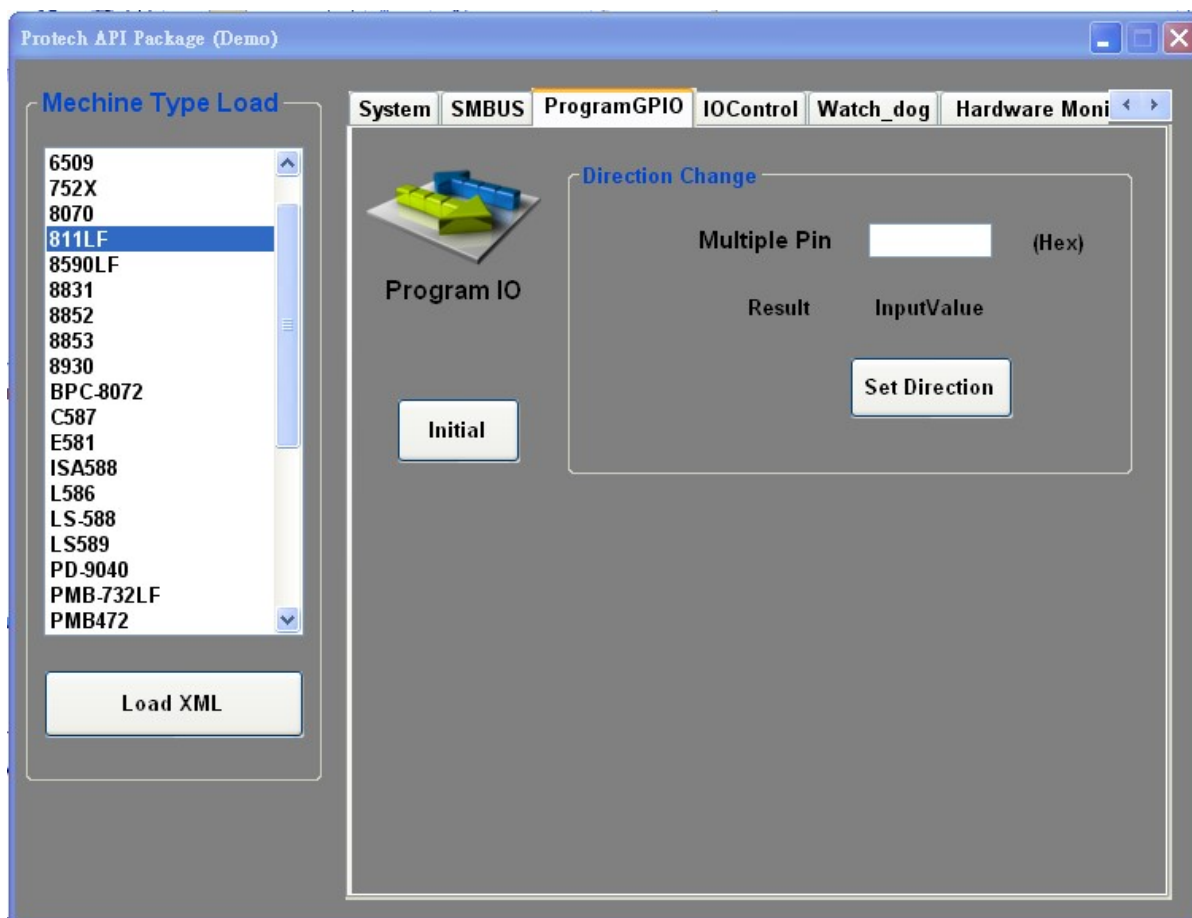 Protech API Package (Demo)
Mechine Type Load
6509
752X
8070
811LF
8590LF
8831
8852
8853
8930
BPC-8072
C587
E581
ISA588
L586
LS-588
LS589
PD-9040
PMB-732LF
PMB472
Load XML
System SMBUS ProgramGPIO IOControl Watch_dog Hardware Moni
Program IO
Initial
Direction Change
Multiple Pin (Hex)
Result InputValue
Set Direction